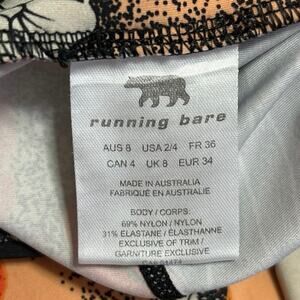 running bare
AUS 8 USA 2/4 FR 36
CAN 4 UK 8 EUR 34
MADE IN AUSTRALIA
FABRIQUÉ EN AUSTRALIE
BODY / CORPS:
69% NYLON / NYLON
31% ELASTANE / ÉLASTHANNE
EXCLUSIVE OF TRIM /
GARNITURE EXCLUSIVE